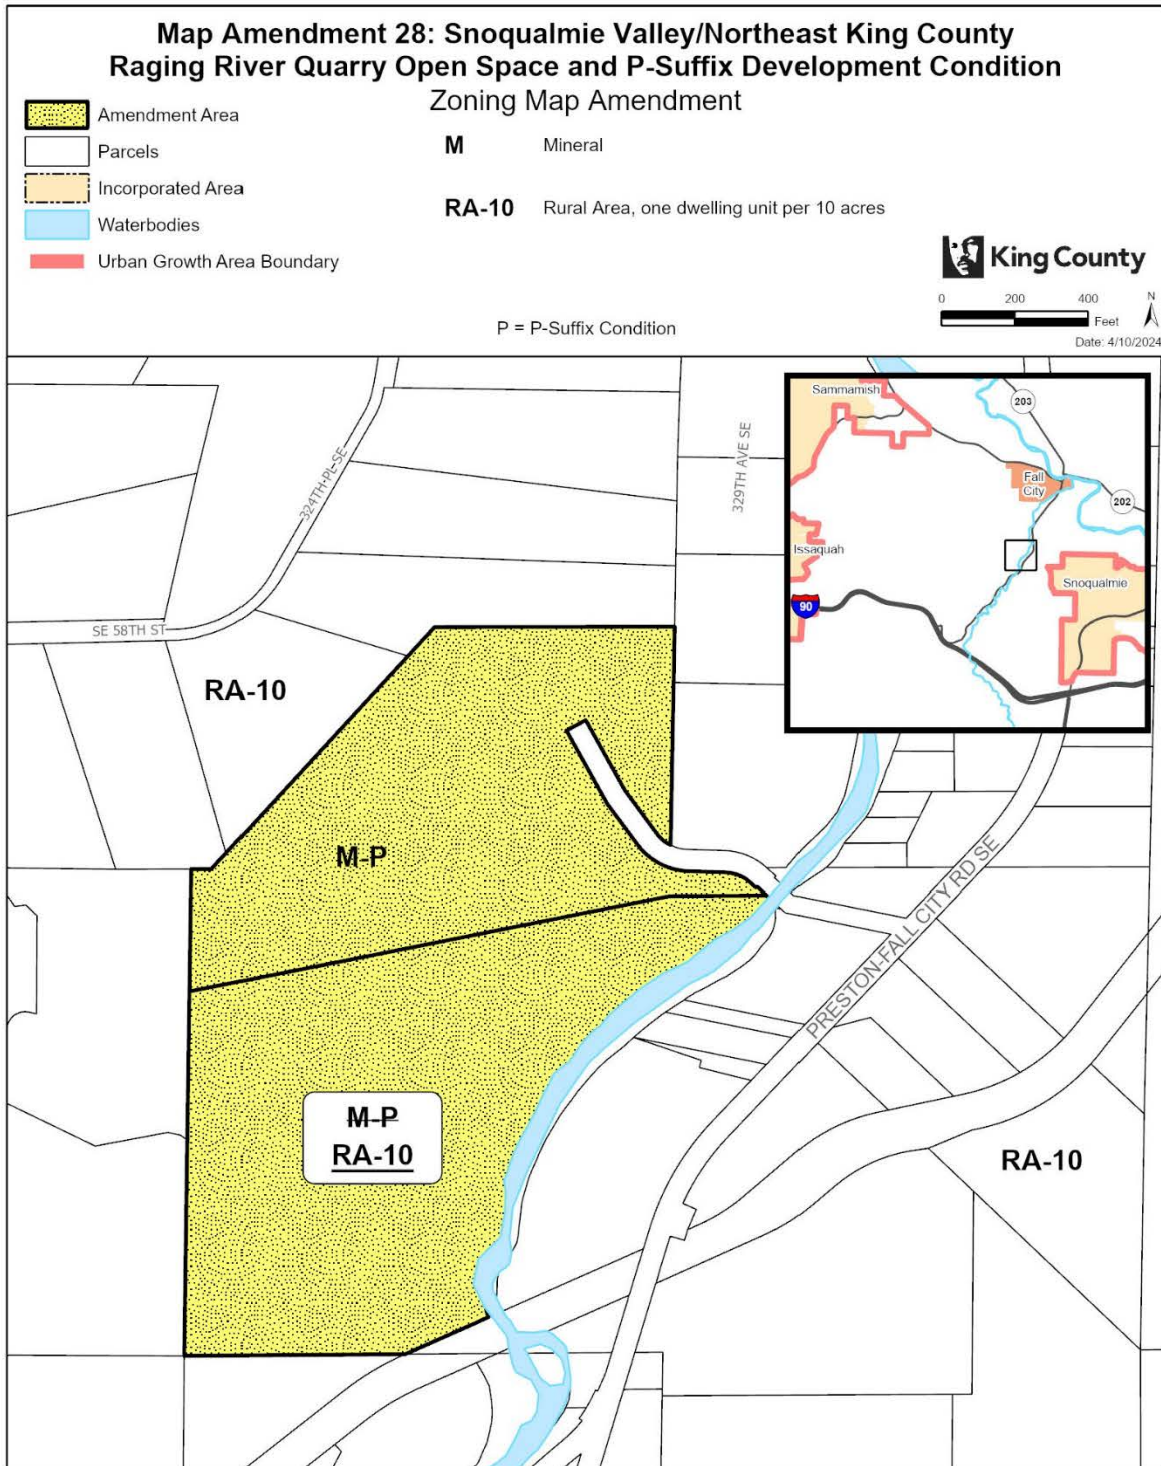 Map Amendment 28: Snoqualmie Valley/Northeast King County
Raging River Quarry Open Space and P-Suffix Development Condition
Zoning Map Amendment
Amendment Area
Parcels
Incorporated Area
Waterbodies
Urban Growth Area Boundary
M Mineral
RA-10 Rural Area, one dwelling unit per 10 acres
P = P-Suffix Condition
King County
0 200 400
Feet
N
Date: 4/10/2024
324TH PL SE
SE 58TH ST
329TH AVE SE
Sammamish
203
Fall
City
202
Issaquah
Snoqualmie
90
RA-10
M-P
PRESTON-FALL CITY RD SE
M-P
RA-10
RA-10